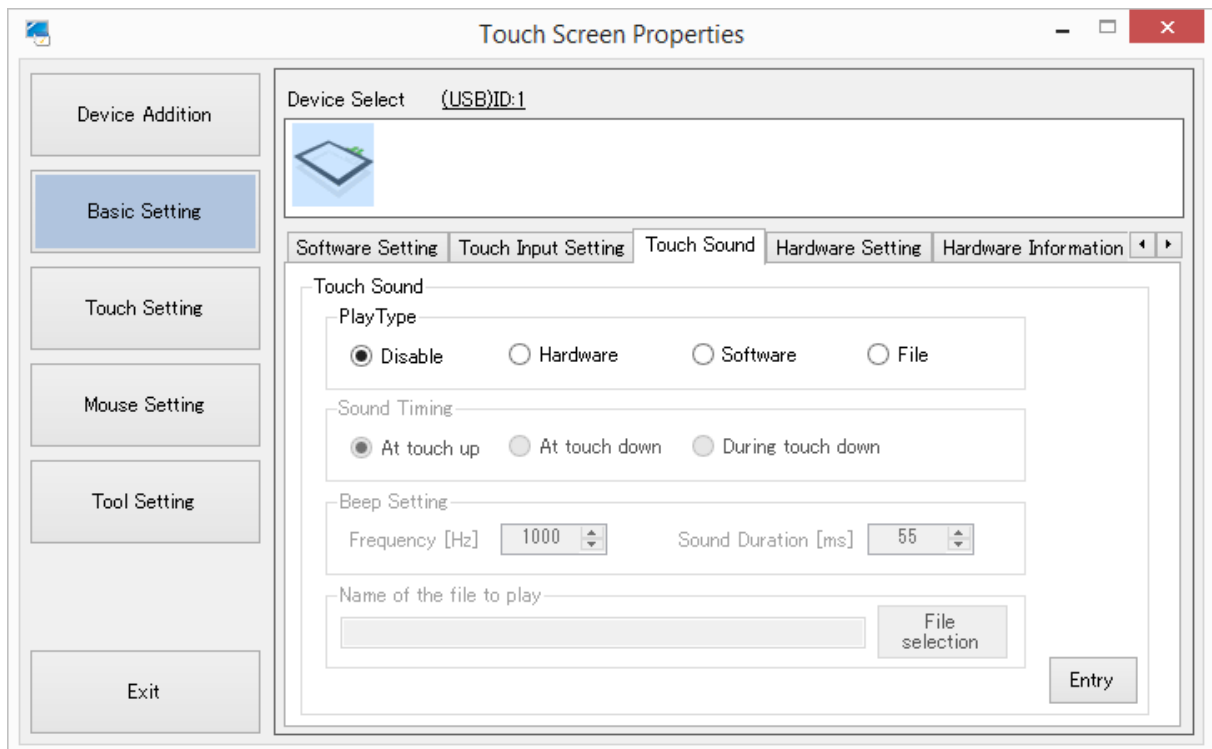 Touch Screen Properties
Device Addition
Basic Setting
Touch Setting
Mouse Setting
Tool Setting
Exit
Device Select (USB)ID:1
Software Setting Touch Input Setting Touch Sound Hardware Setting Hardware Information
Touch Sound
PlayType
Disable Hardware Software File
Sound Timing
At touch up At touch down During touch down
Beep Setting
Frequency [Hz] 1000 Sound Duration [ms] 55
Name of the file to play
File
selection
Entry